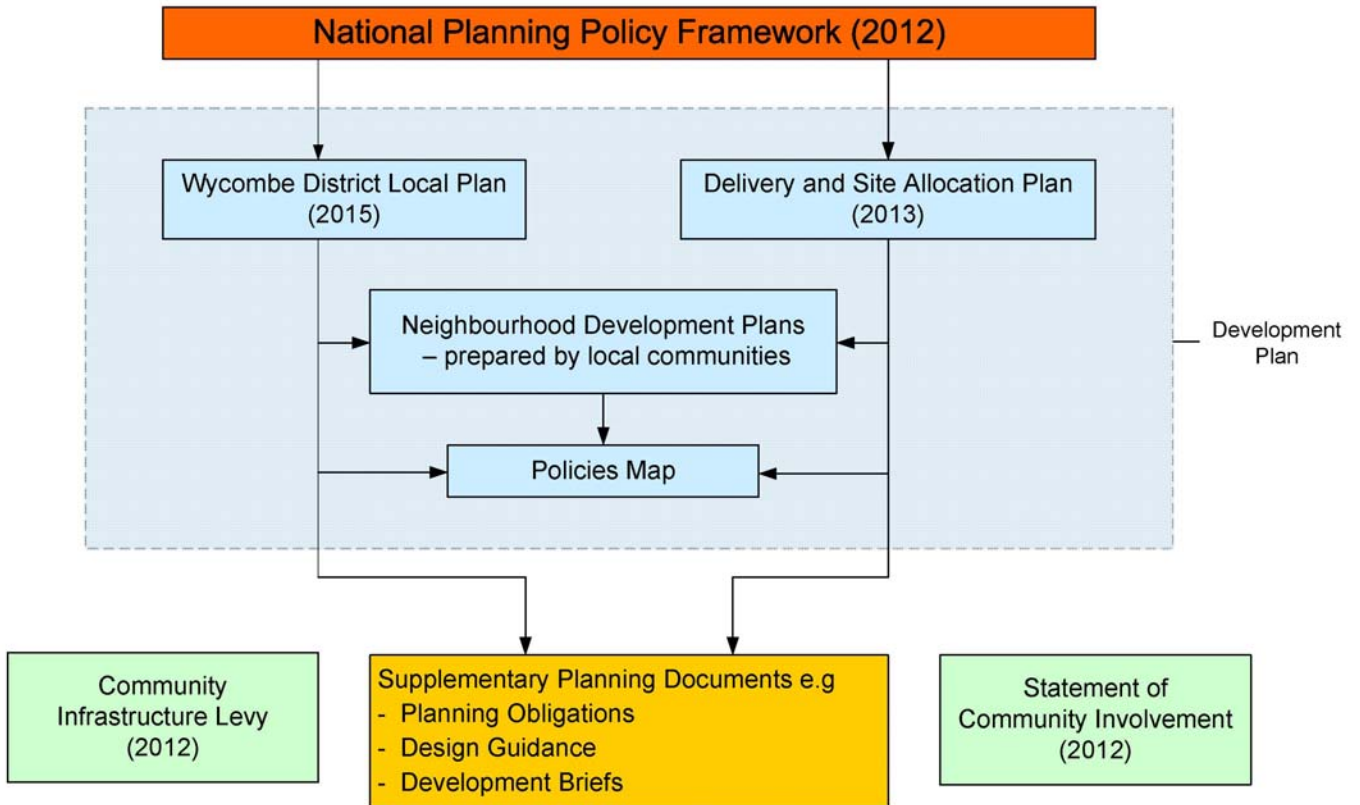 National Planning Policy Framework (2012)
Wycombe District Local Plan
(2015)
Delivery and Site Allocation Plan
(2013)
Neighbourhood Development Plans
– prepared by local communities
Development
Plan
Policies Map
Community
Infrastructure Levy
(2012)
Supplementary Planning Documents e.g
- Planning Obligations
- Design Guidance
- Development Briefs
Statement of
Community Involvement
(2012)